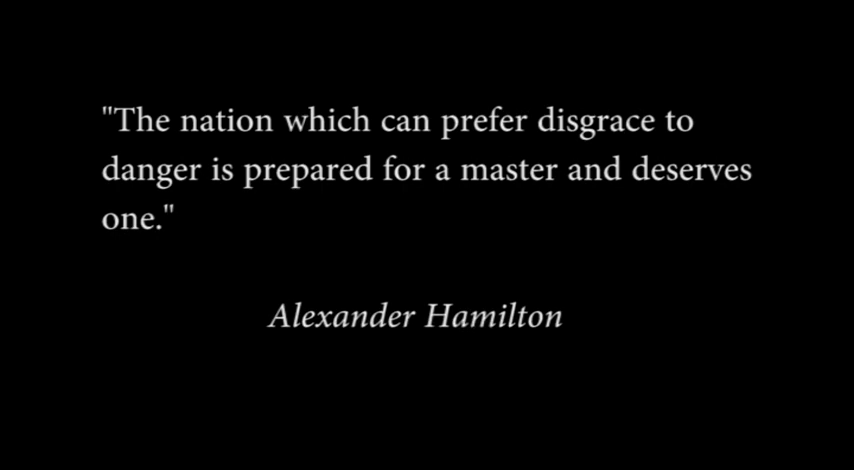 "The nation which can prefer disgrace to
danger is prepared for a master and deserves
one."
Alexander Hamilton